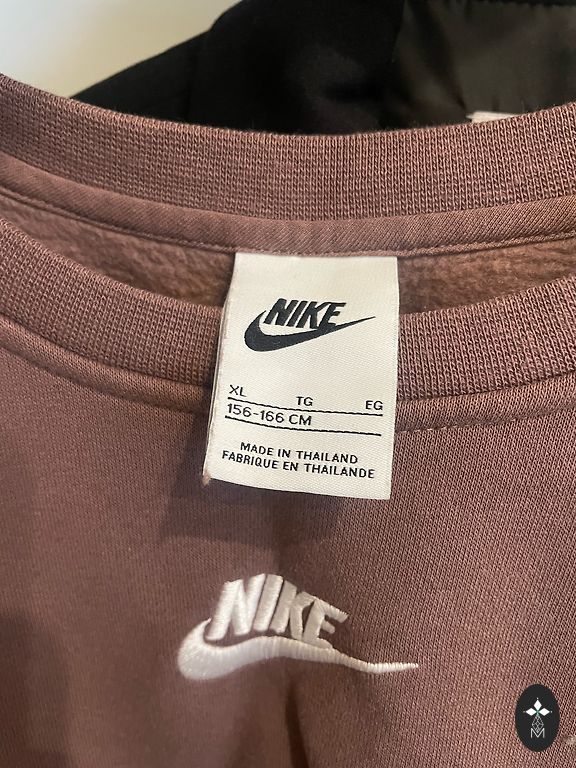 NIKE
XL TG EG
156-166 CM
MADE IN THAILAND
FABRIQUE EN THAILANDE
NIKE
M